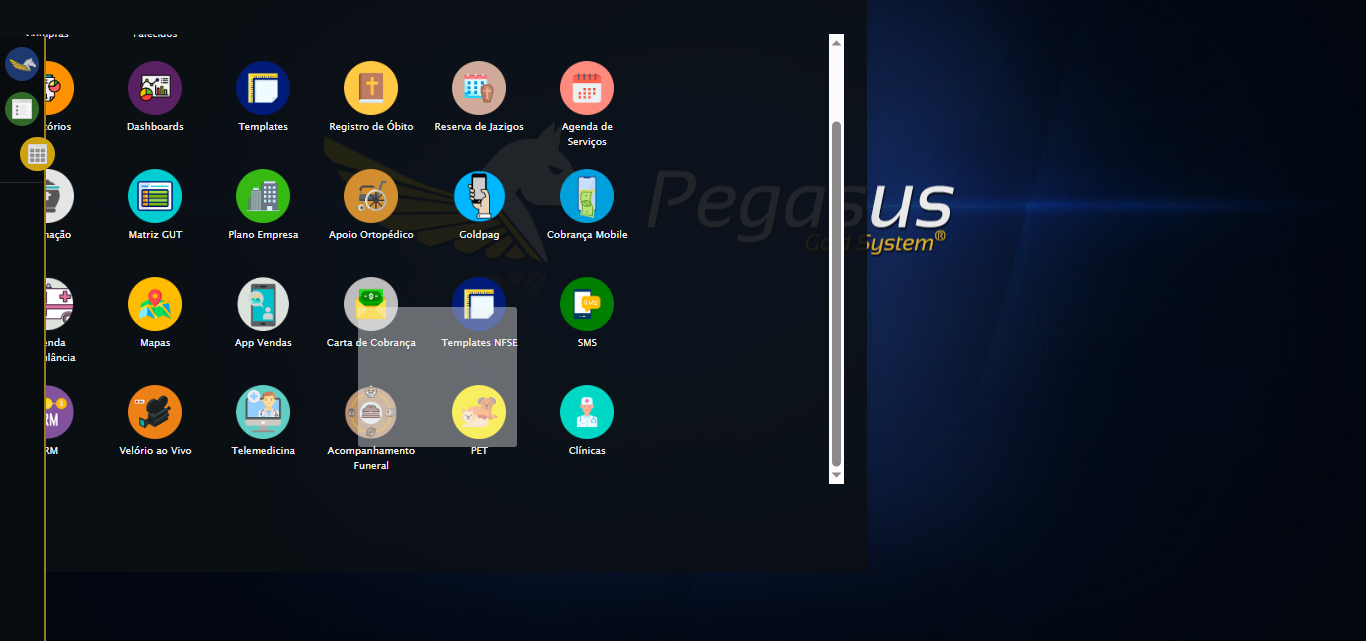 Falecidos
Dashboards
Templates
Registro de Óbito
Reserva de Jazigos
Agenda de
Serviços
Matriz GUT
Plano Empresa
Apoio Ortopédico
Goldpag
Cobrança Mobile
Pegasus
Gold System®
Mapas
App Vendas
Carta de Cobrança
Templates NFSE
SMS
Velório ao Vivo
Telemedicina
Acompanhamento
Funeral
PET
Clínicas